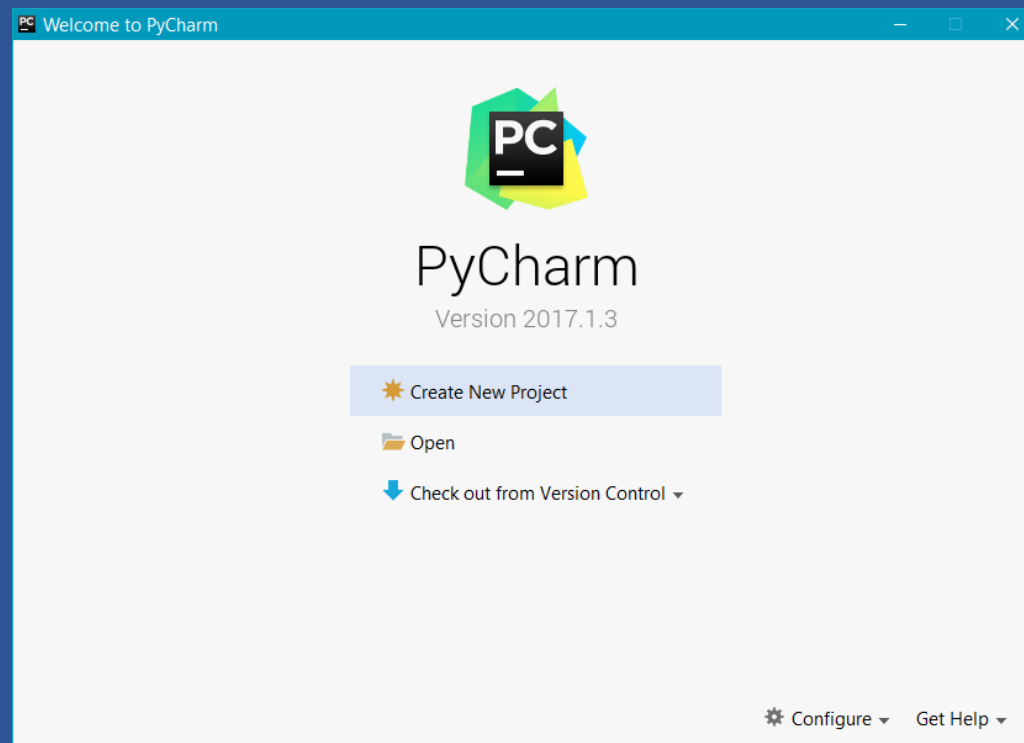 PC Welcome to PyCharm
PC
PyCharm
Version 2017.1.3
Create New Project
Open
Check out from Version Control
Configure Get Help